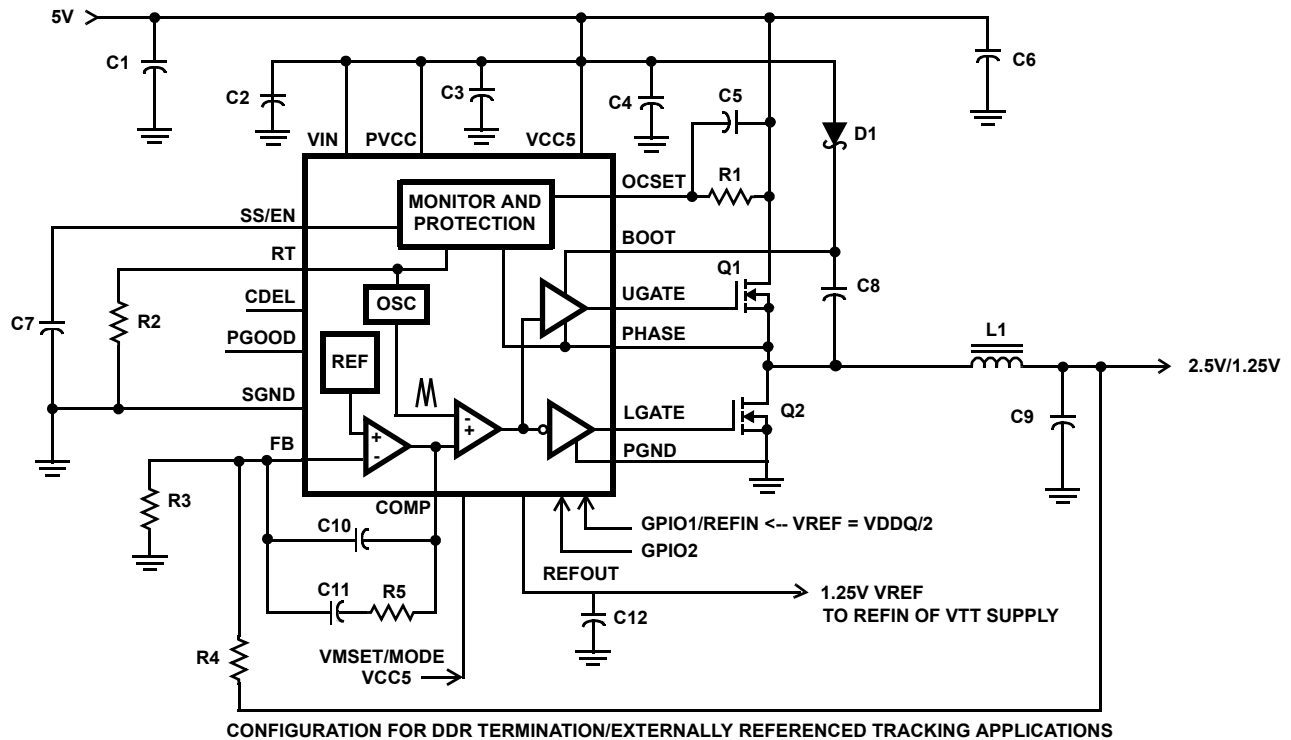 5V
C1
C2
C3
C4
C5
C6
D1
VIN
PVCC
VCC5
OCSET
R1
MONITOR AND
PROTECTION
SS/EN
BOOT
RT
Q1
CDEL
OSC
UGATE
C8
C7
R2
PGOOD
REF
PHASE
L1
2.5V/1.25V
SGND
LGATE
Q2
C9
+
-
-
+
FB
PGND
R3
COMP
C10
GPIO1/REFIN <-- VREF = VDDQ/2
GPIO2
C11
R5
REFOUT
1.25V VREF
TO REFIN OF VTT SUPPLY
C12
R4
VMSET/MODE
VCC5
CONFIGURATION FOR DDR TERMINATION/EXTERNALLY REFERENCED TRACKING APPLICATIONS